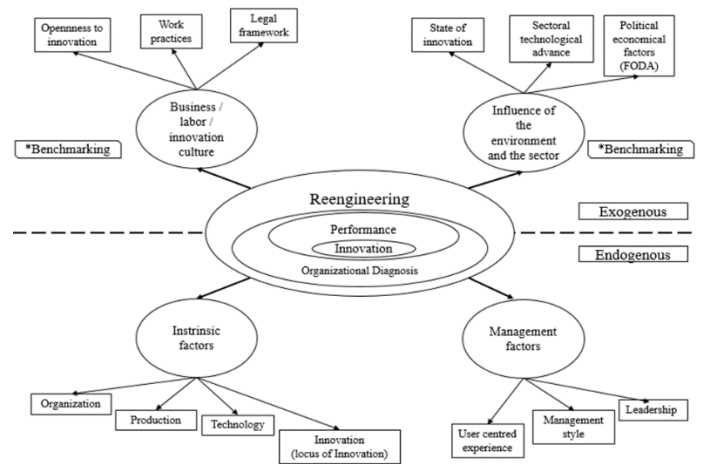 Opennness to
innovation
Work
practices
Legal
framework
State of
innovation
Sectoral
technological
advance
Political
economical
factors
(FODA)
Business /
labor /
innovation
culture
Influence of
the
environment
and the sector
*Benchmarking
*Benchmarking
Reengineering
Exogenous
Performance
Innovation
Endogenous
Organizational Diagnosis
Instrinsic
factors
Management
factors
Organization
Production
Technology
Innovation
(locus of Innovation)
User centred
experience
Management
style
Leadership